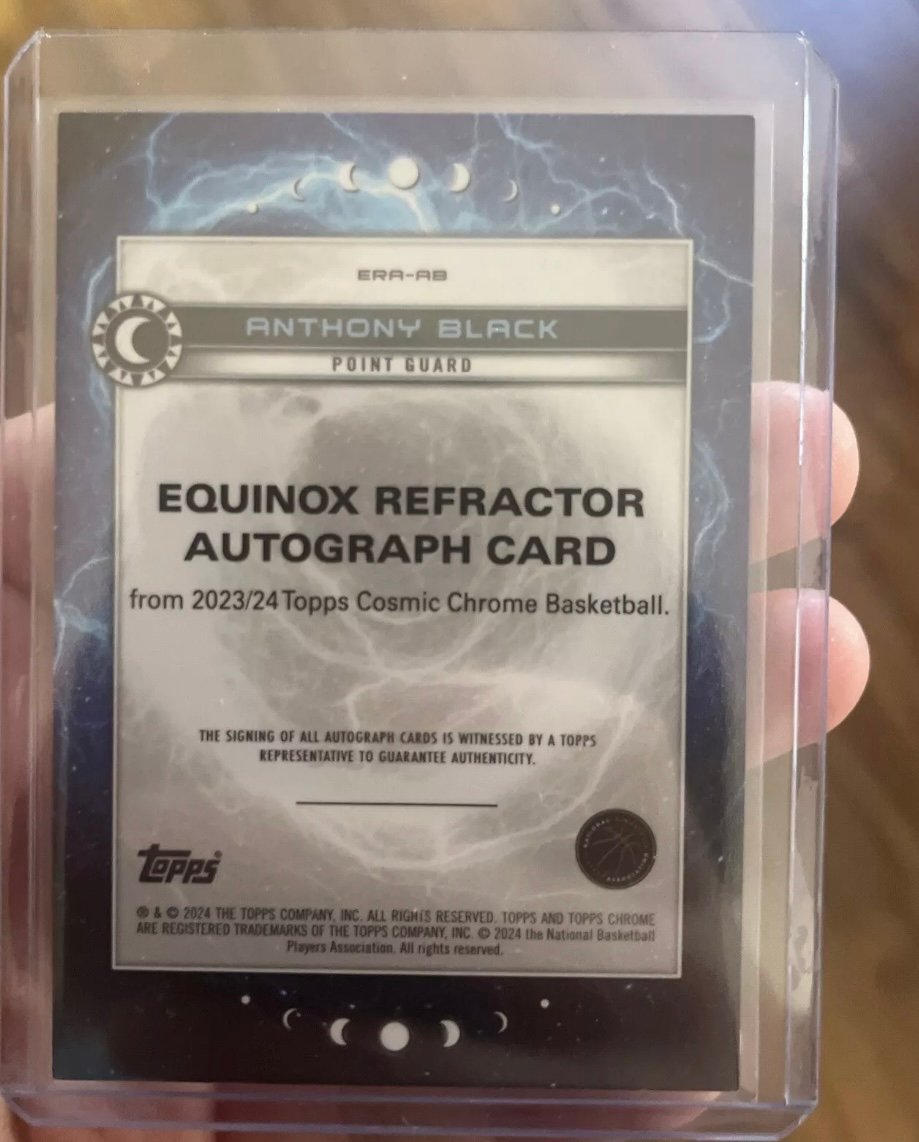 ERA-AB
ANTHONY BLACK
POINT GUARD
EQUINOX REFRACTOR
AUTOGRAPH CARD
from 2023/24 Topps Cosmic Chrome Basketball.
THE SIGNING OF ALL AUTOGRAPH CARDS IS WITNESSED BY A TOPPS
REPRESENTATIVE TO GUARANTEE AUTHENTICITY.
Topps
® & © 2024 THE TOPPS COMPANY, INC. ALL RIGHTS RESERVED. TOPPS AND TOPPS CHROME
ARE REGISTERED TRADEMARKS OF THE TOPPS COMPANY, INC. © 2024 the National Basketball
Players Association. All rights reserved.